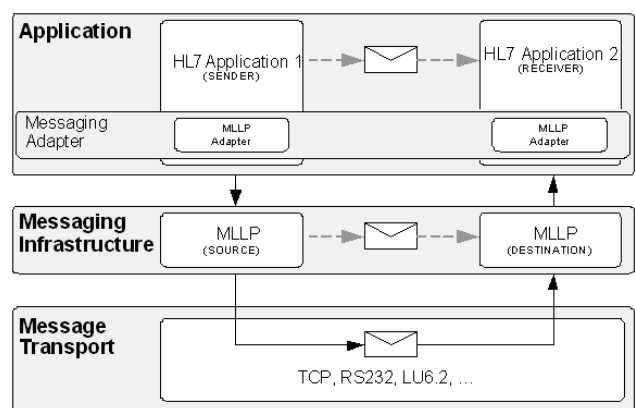 Application
HL7 Application 1
(SENDER)
HL7 Application 2
(RECEIVER)
Messaging
Adapter
MLLP
Adapter
MLLP
Adapter
Messaging
Infrastructure
MLLP
(SOURCE)
MLLP
(DESTINATION)
Message
Transport
TCP, RS232, LU6.2, ...